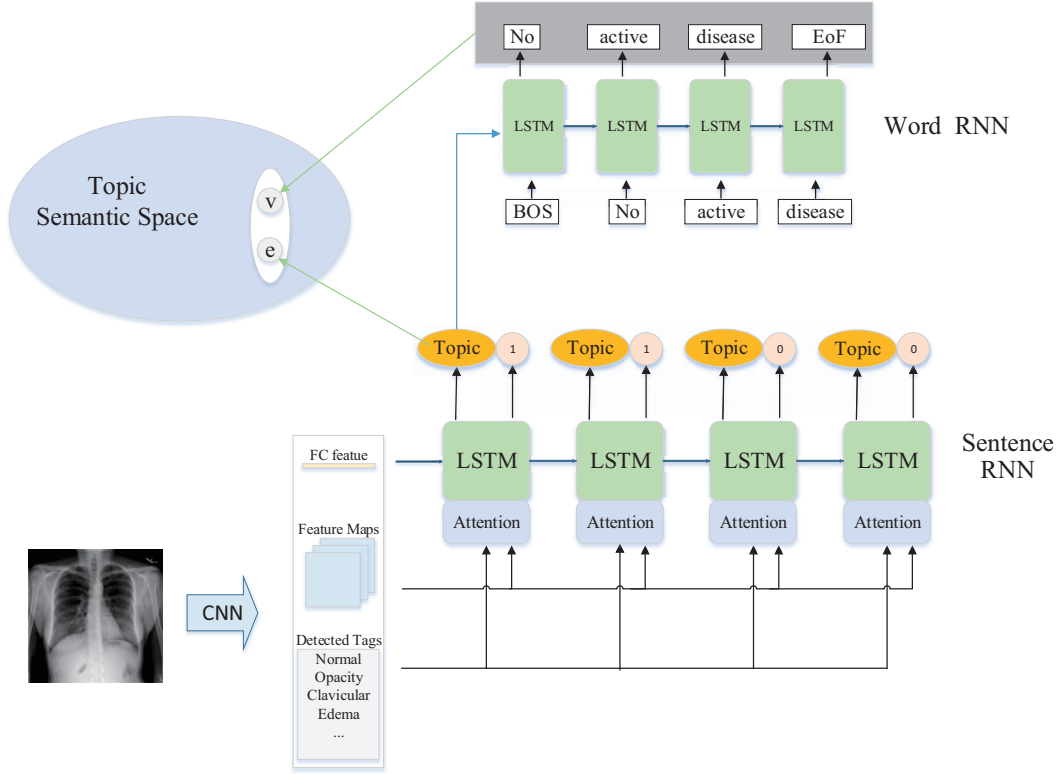 No active disease EoF
LSTM LSTM LSTM LSTM
Word RNN
BOS No active disease
Topic
Semantic Space
v
e
Topic 1 Topic 1 Topic 0 Topic 0
LSTM LSTM LSTM LSTM
Sentence
RNN
Attention Attention Attention Attention
FC featue
Feature Maps
CNN
Detected Tags
Normal
Opacity
Clavicular
Edema
...